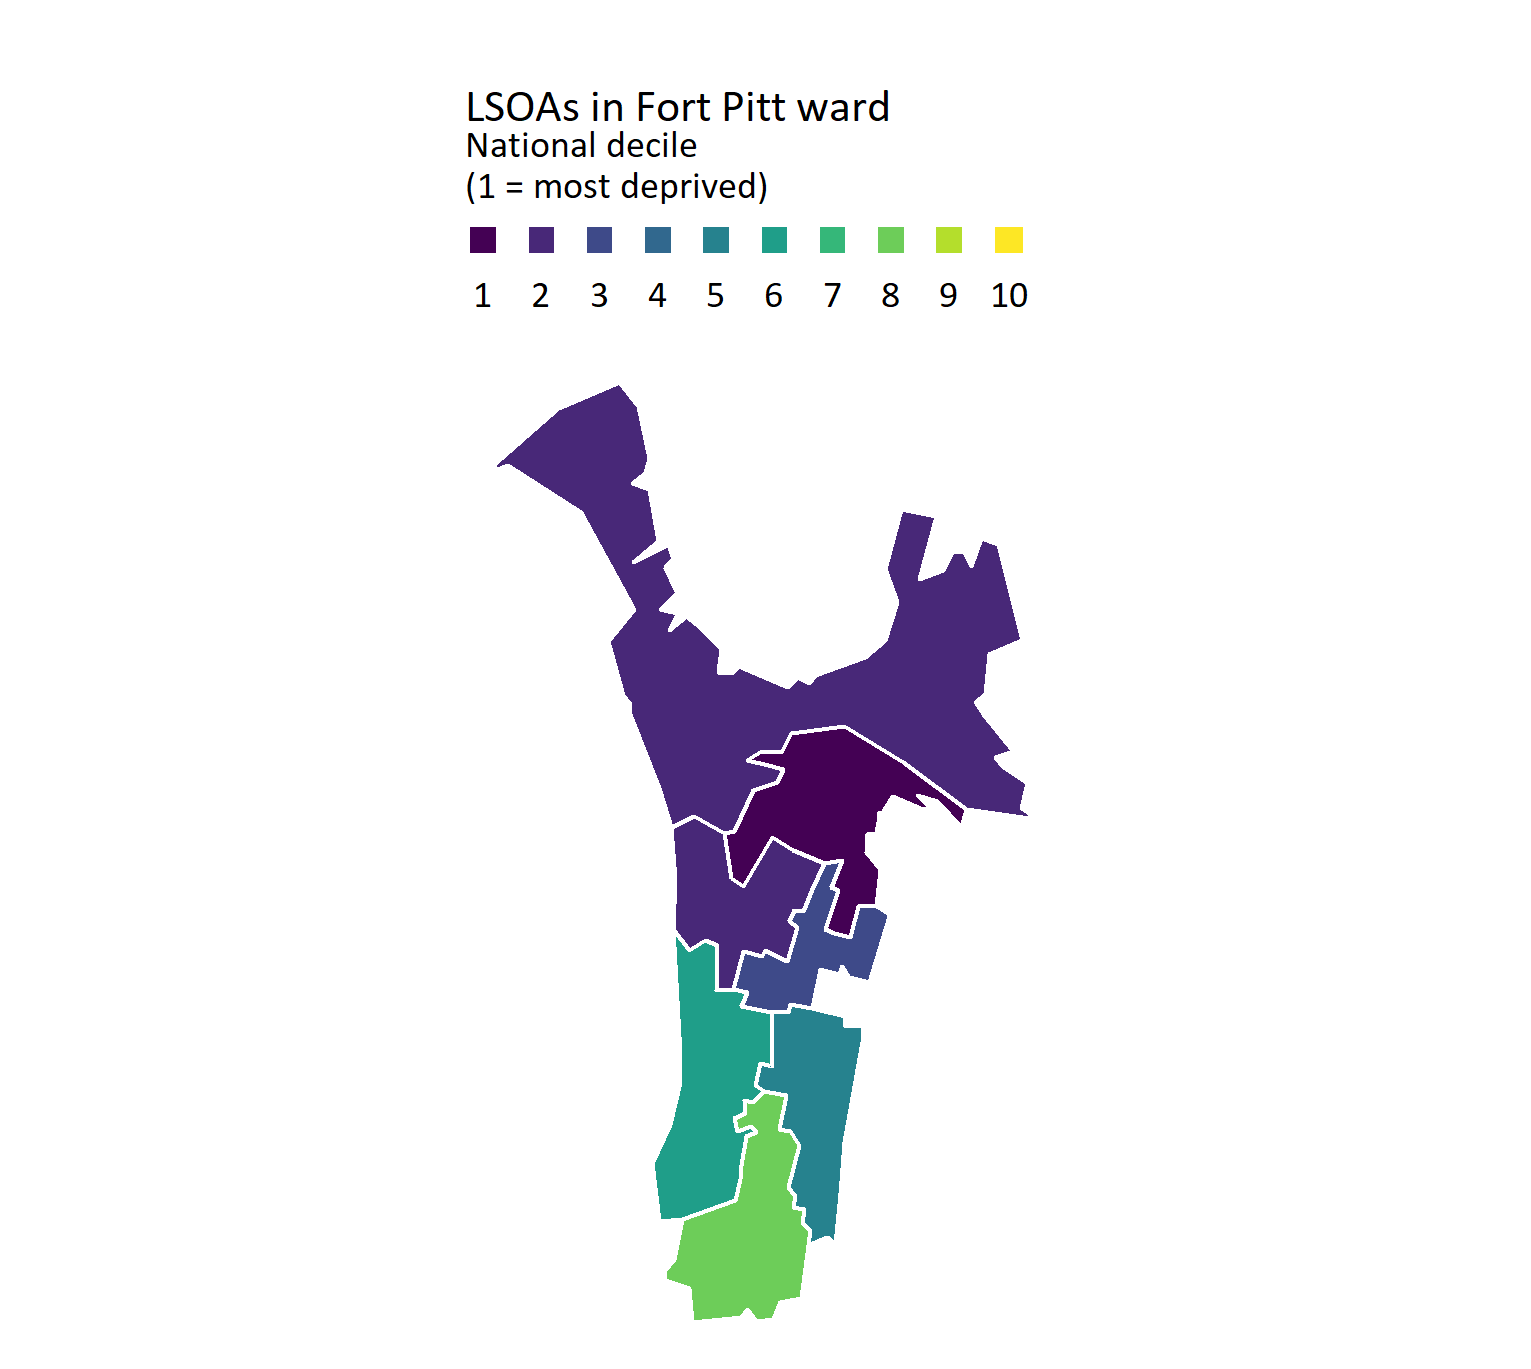 LSOAs in Fort Pitt ward
National decile
(1 = most deprived)
1 2 3 4 5 6 7 8 9 10